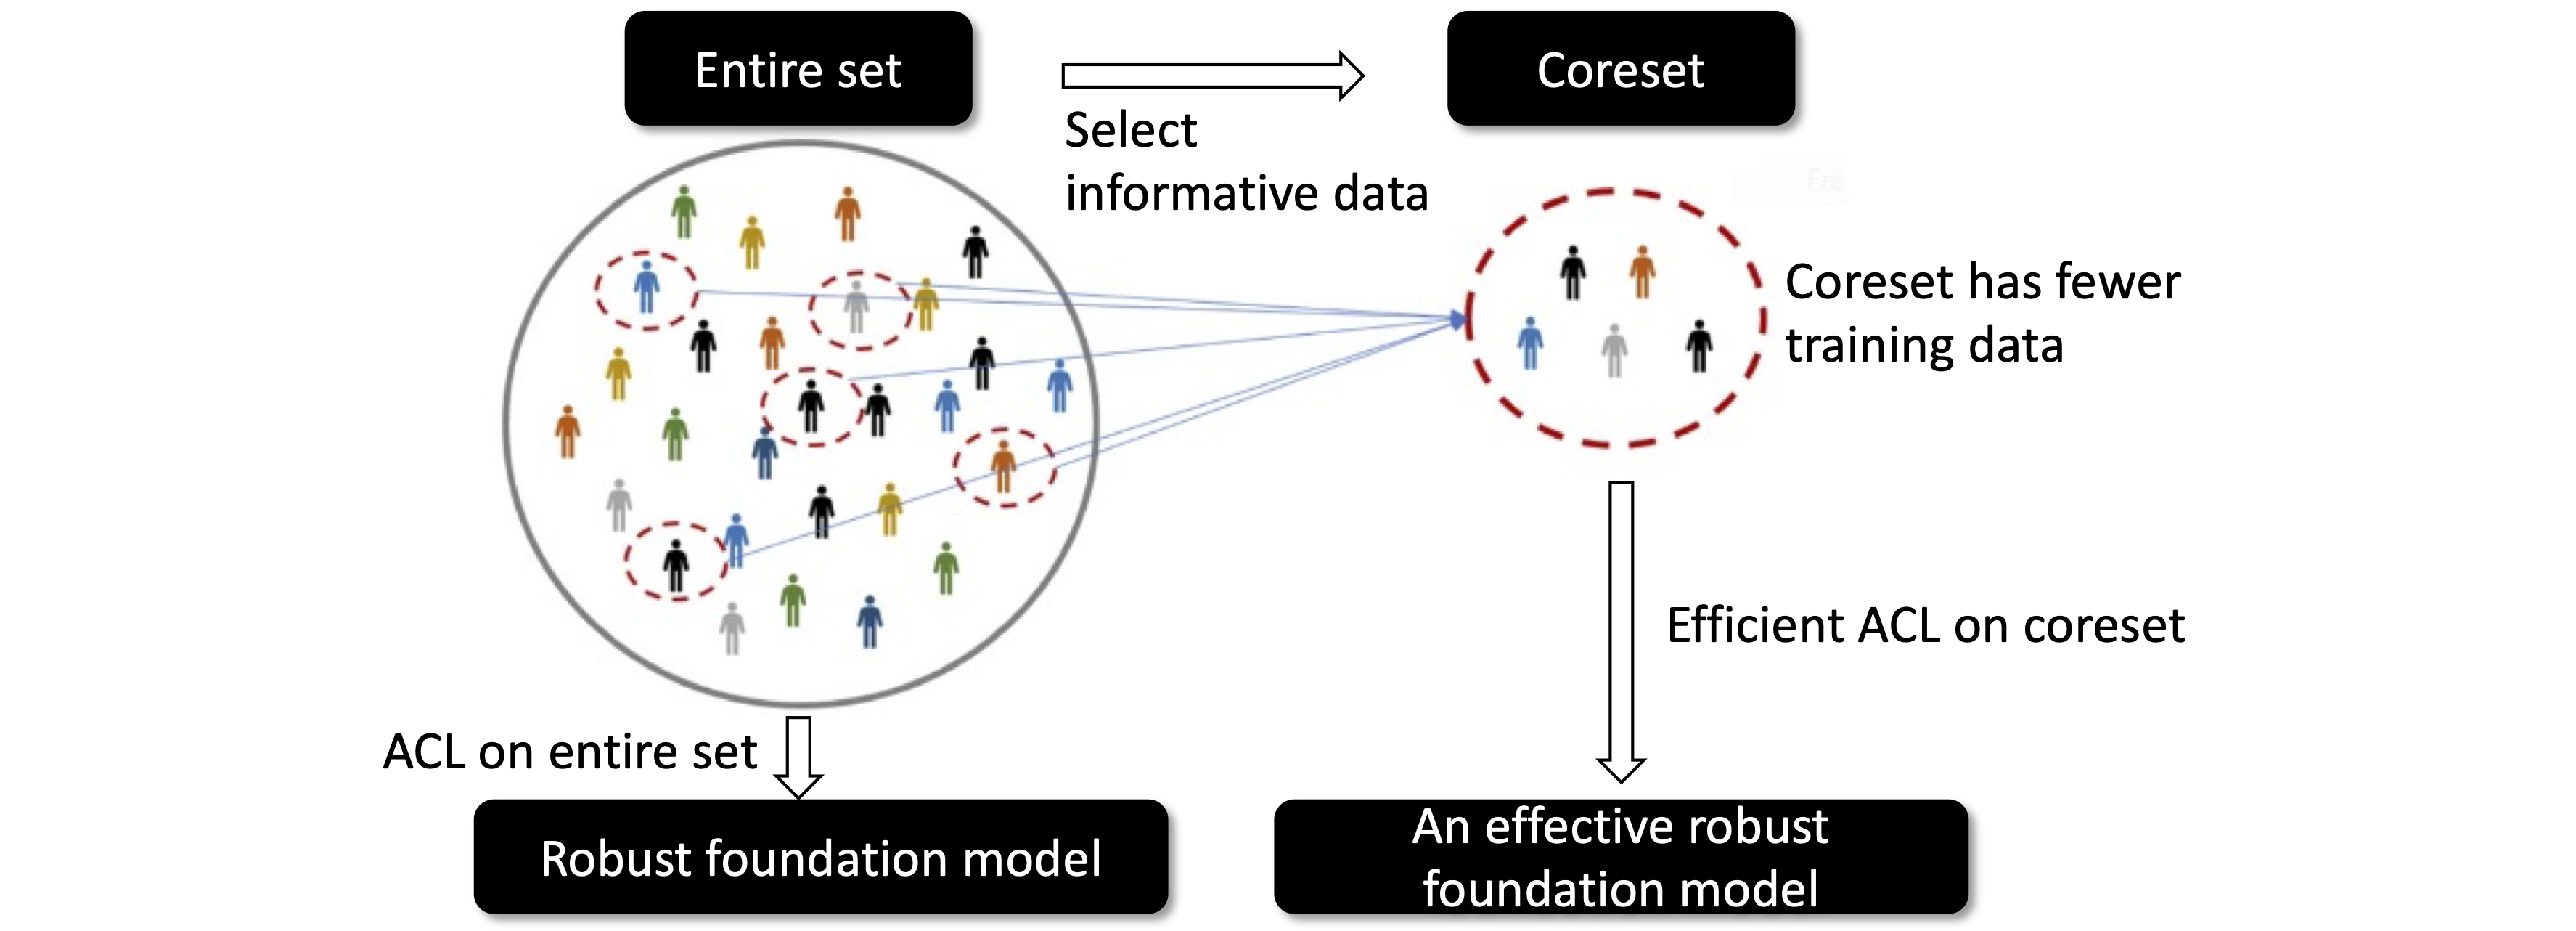 Entire set
Coreset
Select
informative data
Fre
Coreset has fewer
training data
Efficient ACL on coreset
ACL on entire set
Robust foundation model
An effective robust
foundation model